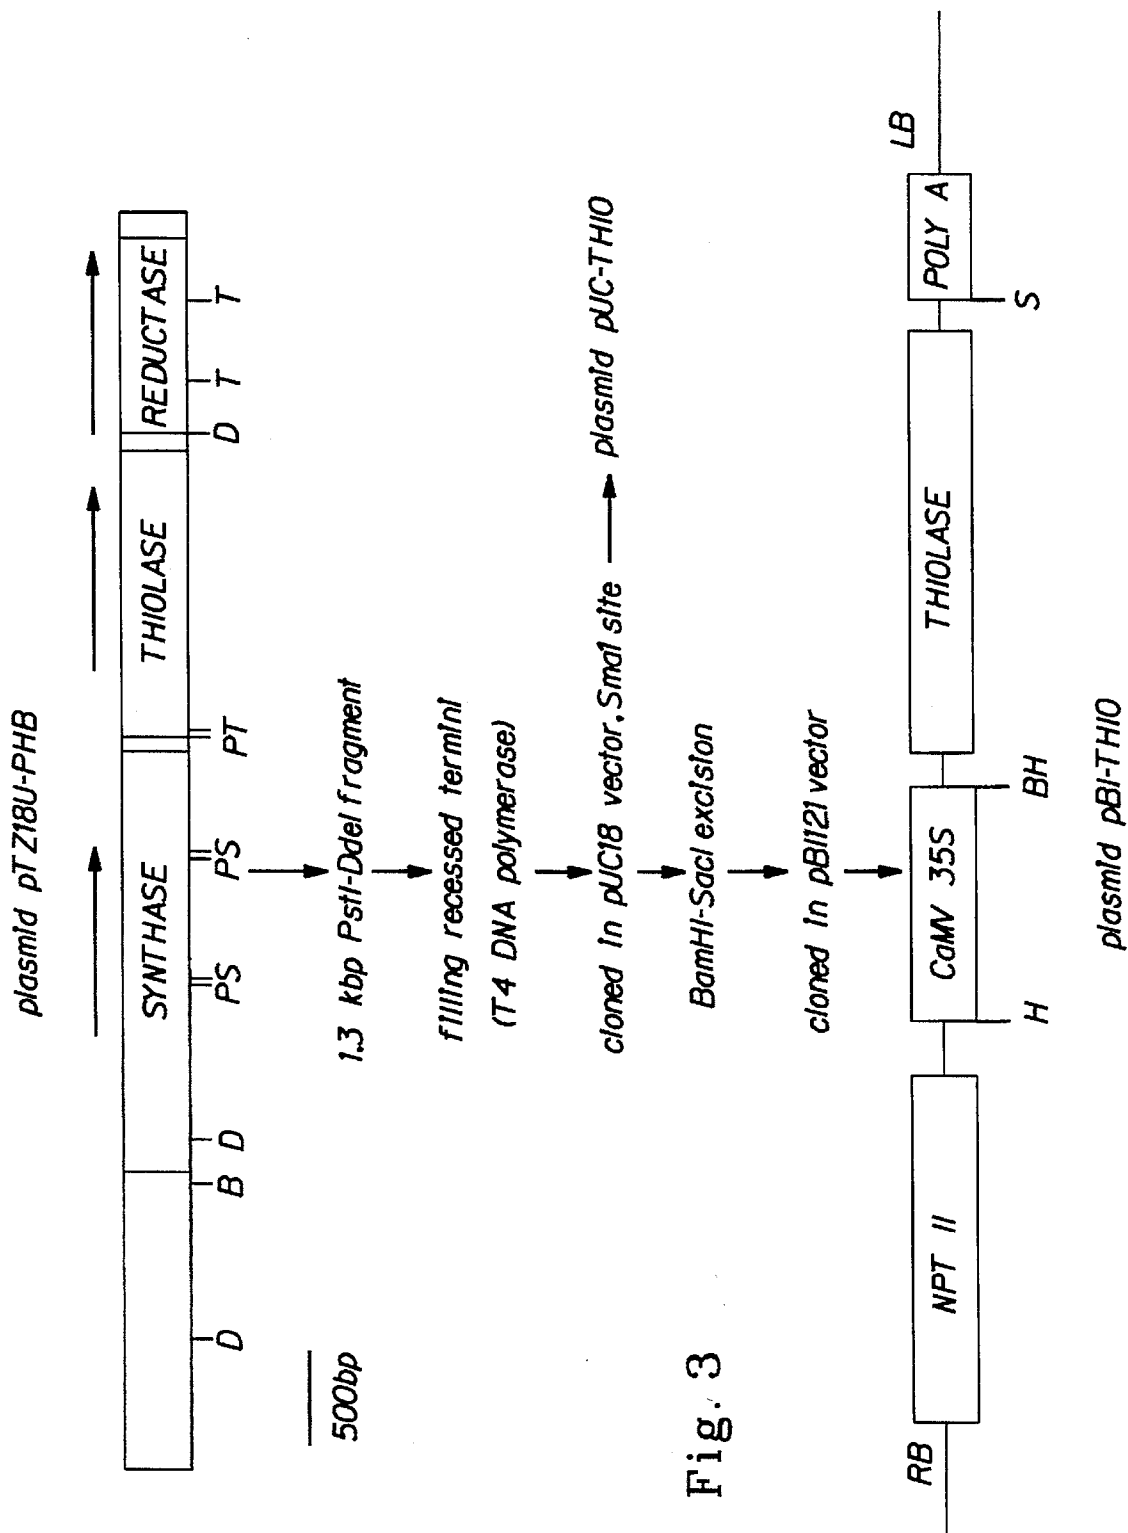 plasmid pTZ18U-PHB
SYNTHASE THIOLASE REDUCTASE
D B D PS PS PT D T T
500bp
1.3 kbp PstI-DdeI fragment
filling recessed termini
(T4 DNA polymerase)
cloned in pUC18 vector, SmaI site plasmid pUC-THIO
BamHI-SacI excision
cloned in pBI121 vector
RB LB
NPT II CaMV 35S THIOLASE POLY A
H BH S
plasmid pBI-THIO
Fig. 3